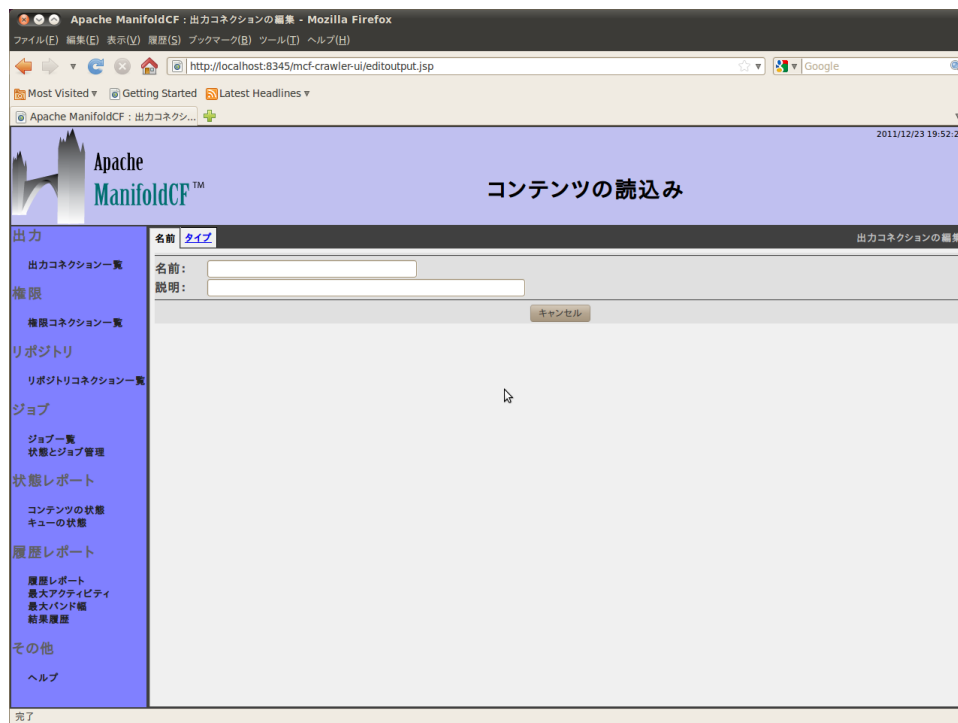 Apache ManifoldCF : 出力コネクションの編集 - Mozilla Firefox
ファイル(F) 編集(E) 表示(V) 履歴(S) ブックマーク(B) ツール(T) ヘルプ(H)
http://localhost:8345/mcf-crawler-ui/editoutput.jsp
Google
Most Visited Getting Started Latest Headlines
Apache ManifoldCF : 出力コネクシ...
2011/12/23 19:52:2
Apache
ManifoldCF™
コンテンツの読込み
出力
出力コネクション一覧
権限
権限コネクション一覧
リポジトリ
リポジトリコネクション一覧
ジョブ
ジョブ一覧
状態とジョブ管理
状態レポート
コンテンツの状態
キューの状態
履歴レポート
履歴レポート
最大アクティビティ
最大バンド幅
結果履歴
その他
ヘルプ
名前 タイプ
出力コネクションの編集
名前:
説明:
キャンセル
完了